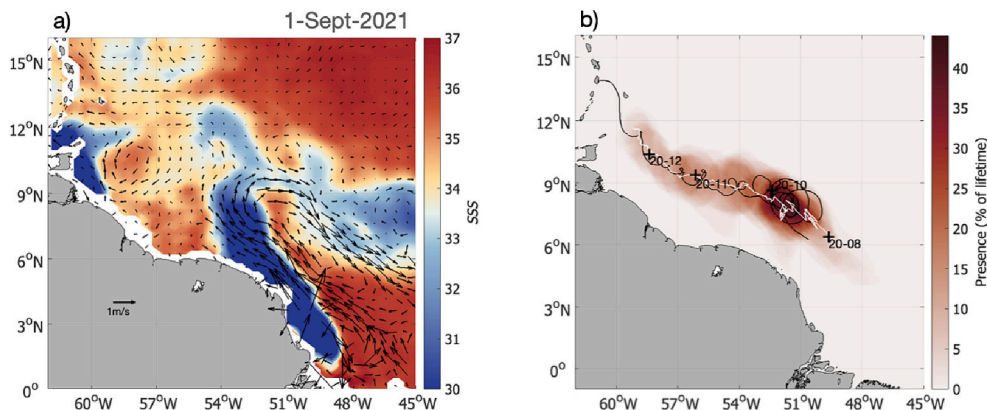 a)
1-Sept-2021
15°N
12°N
9°N
6°N
3°N
0°
60°W 57°W 54°W 51°W 48°W 45°W
1m/s
37
36
35
34
33
32
31
30
SSS
b)
15°N
12°N
9°N
6°N
3°N
0°
60°W 57°W 54°W 51°W 48°W 45°W
20-12
20-11
20-10
20-08
40
35
30
25
20
15
10
5
0
Presence (% of lifetime)